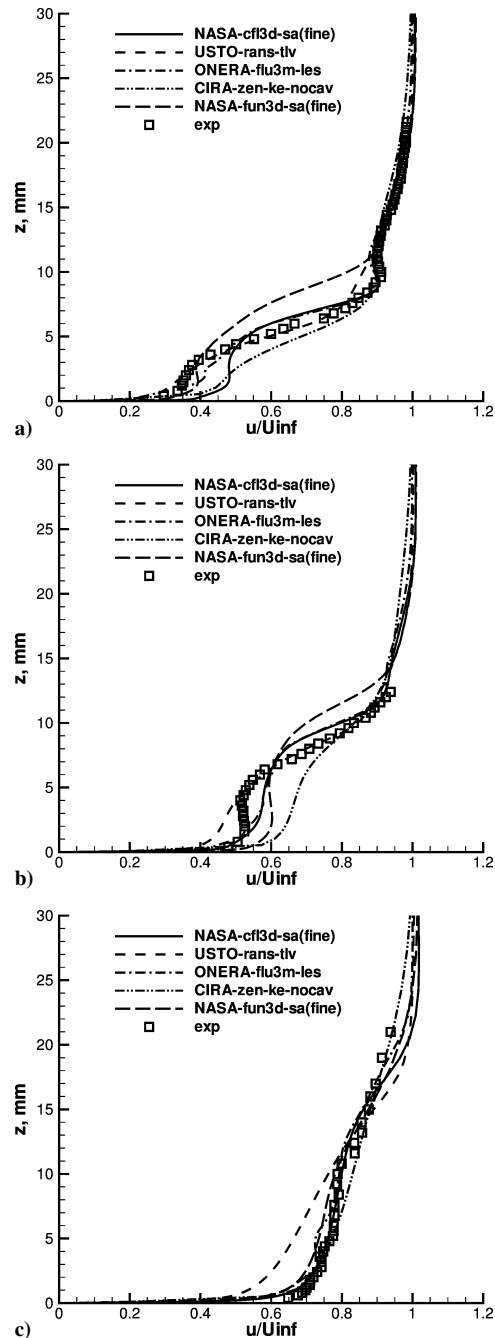 30
NASA-cfl3d-sa(fine)
USTO-rans-tlv
ONERA-flu3m-les
CIRA-zen-ke-nocav
NASA-fun3d-sa(fine)
exp
25
20
z, mm
15
10
5
0
0 0.2 0.4 0.6 0.8 1 1.2
u/Uinf
a)
30
NASA-cfl3d-sa(fine)
USTO-rans-tlv
ONERA-flu3m-les
CIRA-zen-ke-nocav
NASA-fun3d-sa(fine)
exp
25
20
z, mm
15
10
5
0
0 0.2 0.4 0.6 0.8 1 1.2
u/Uinf
b)
30
NASA-cfl3d-sa(fine)
USTO-rans-tlv
ONERA-flu3m-les
CIRA-zen-ke-nocav
NASA-fun3d-sa(fine)
exp
25
20
z, mm
15
10
5
0
0 0.2 0.4 0.6 0.8 1 1.2
u/Uinf
c)